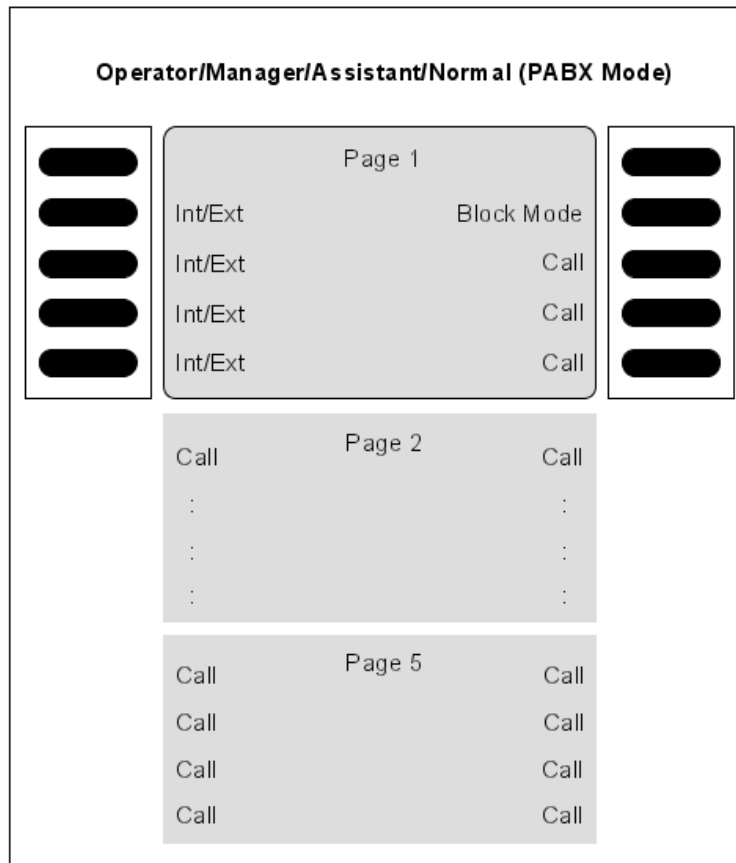 Operator/Manager/Assistant/Normal (PABX Mode)
Page 1
Int/Ext Block Mode
Int/Ext Call
Int/Ext Call
Int/Ext Call
Page 2
Call Call
: :
: :
: :
Page 5
Call Call
Call Call
Call Call
Call Call